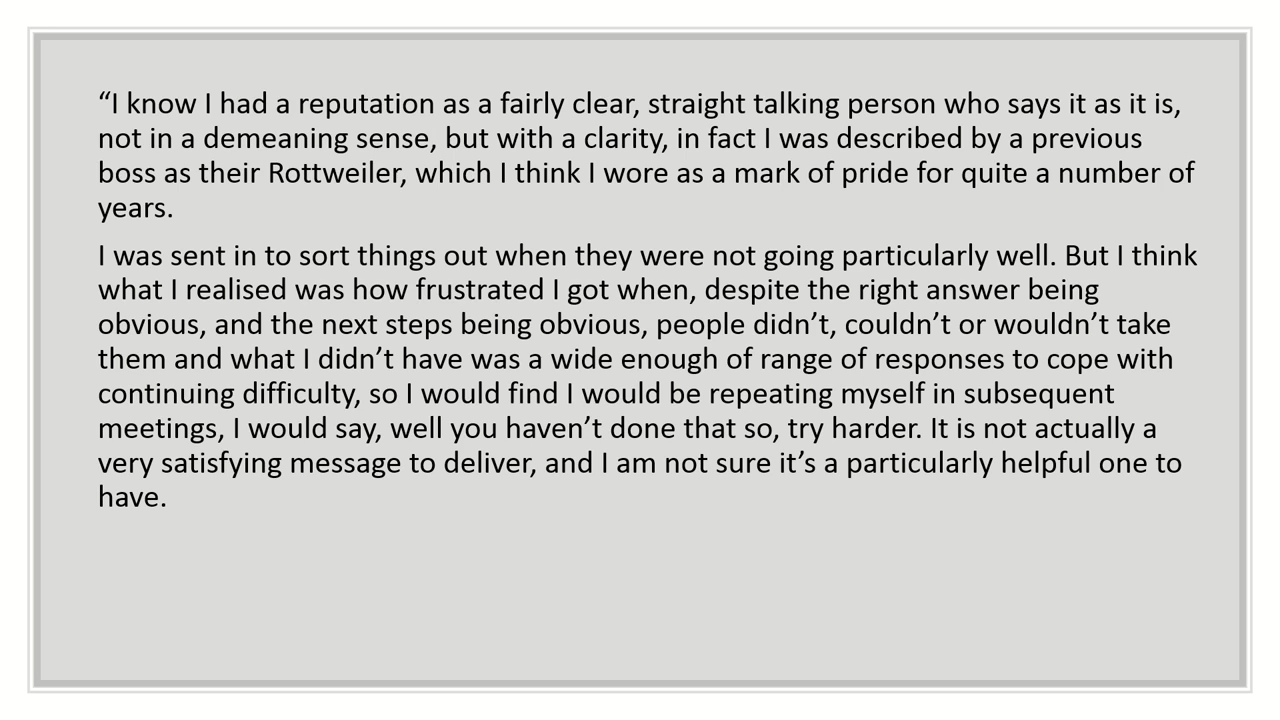 “I know I had a reputation as a fairly clear, straight talking person who says it as it is,
not in a demeaning sense, but with a clarity, in fact I was described by a previous
boss as their Rottweiler, which I think I wore as a mark of pride for quite a number of
years.
I was sent in to sort things out when they were not going particularly well. But I think
what I realised was how frustrated I got when, despite the right answer being
obvious, and the next steps being obvious, people didn’t, couldn’t or wouldn’t take
them and what I didn’t have was a wide enough of range of responses to cope with
continuing difficulty, so I would find I would be repeating myself in subsequent
meetings, I would say, well you haven’t done that so, try harder. It is not actually a
very satisfying message to deliver, and I am not sure it’s a particularly helpful one to
have.